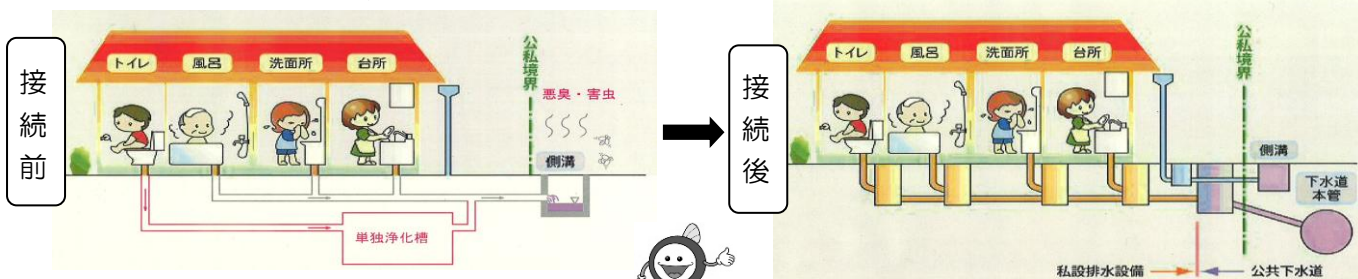 接続前
トイレ
風呂
洗面所
台所
公私境界
悪臭・害虫
側溝
単独浄化槽
接続後
トイレ
風呂
洗面所
台所
公私境界
側溝
下水道
本管
私設排水設備
公共下水道